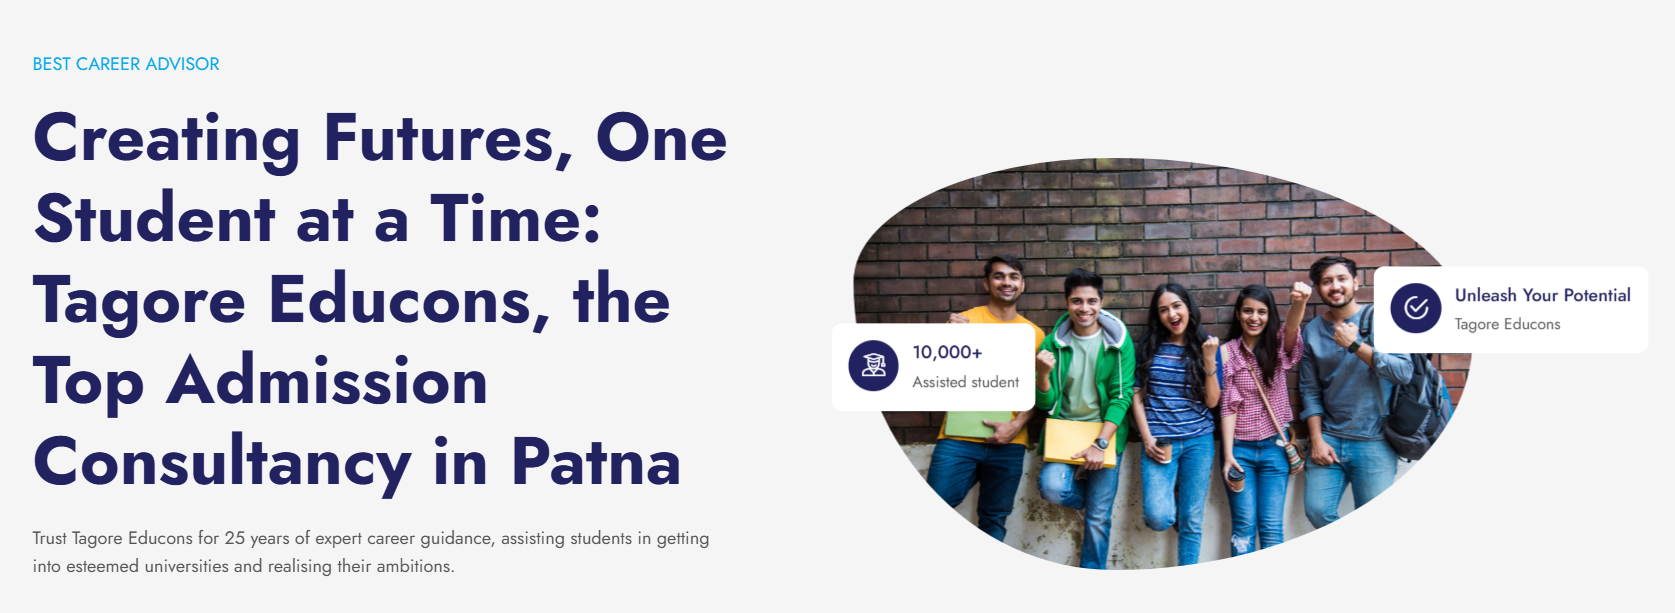 BEST CAREER ADVISOR
Creating Futures, One
Student at a Time:
Tagore Educons, the
Top Admission
Consultancy in Patna
Trust Tagore Educons for 25 years of expert career guidance, assisting students in getting
into esteemed universities and realising their ambitions.
10,000+
Assisted student
Unleash Your Potential
Tagore Educons